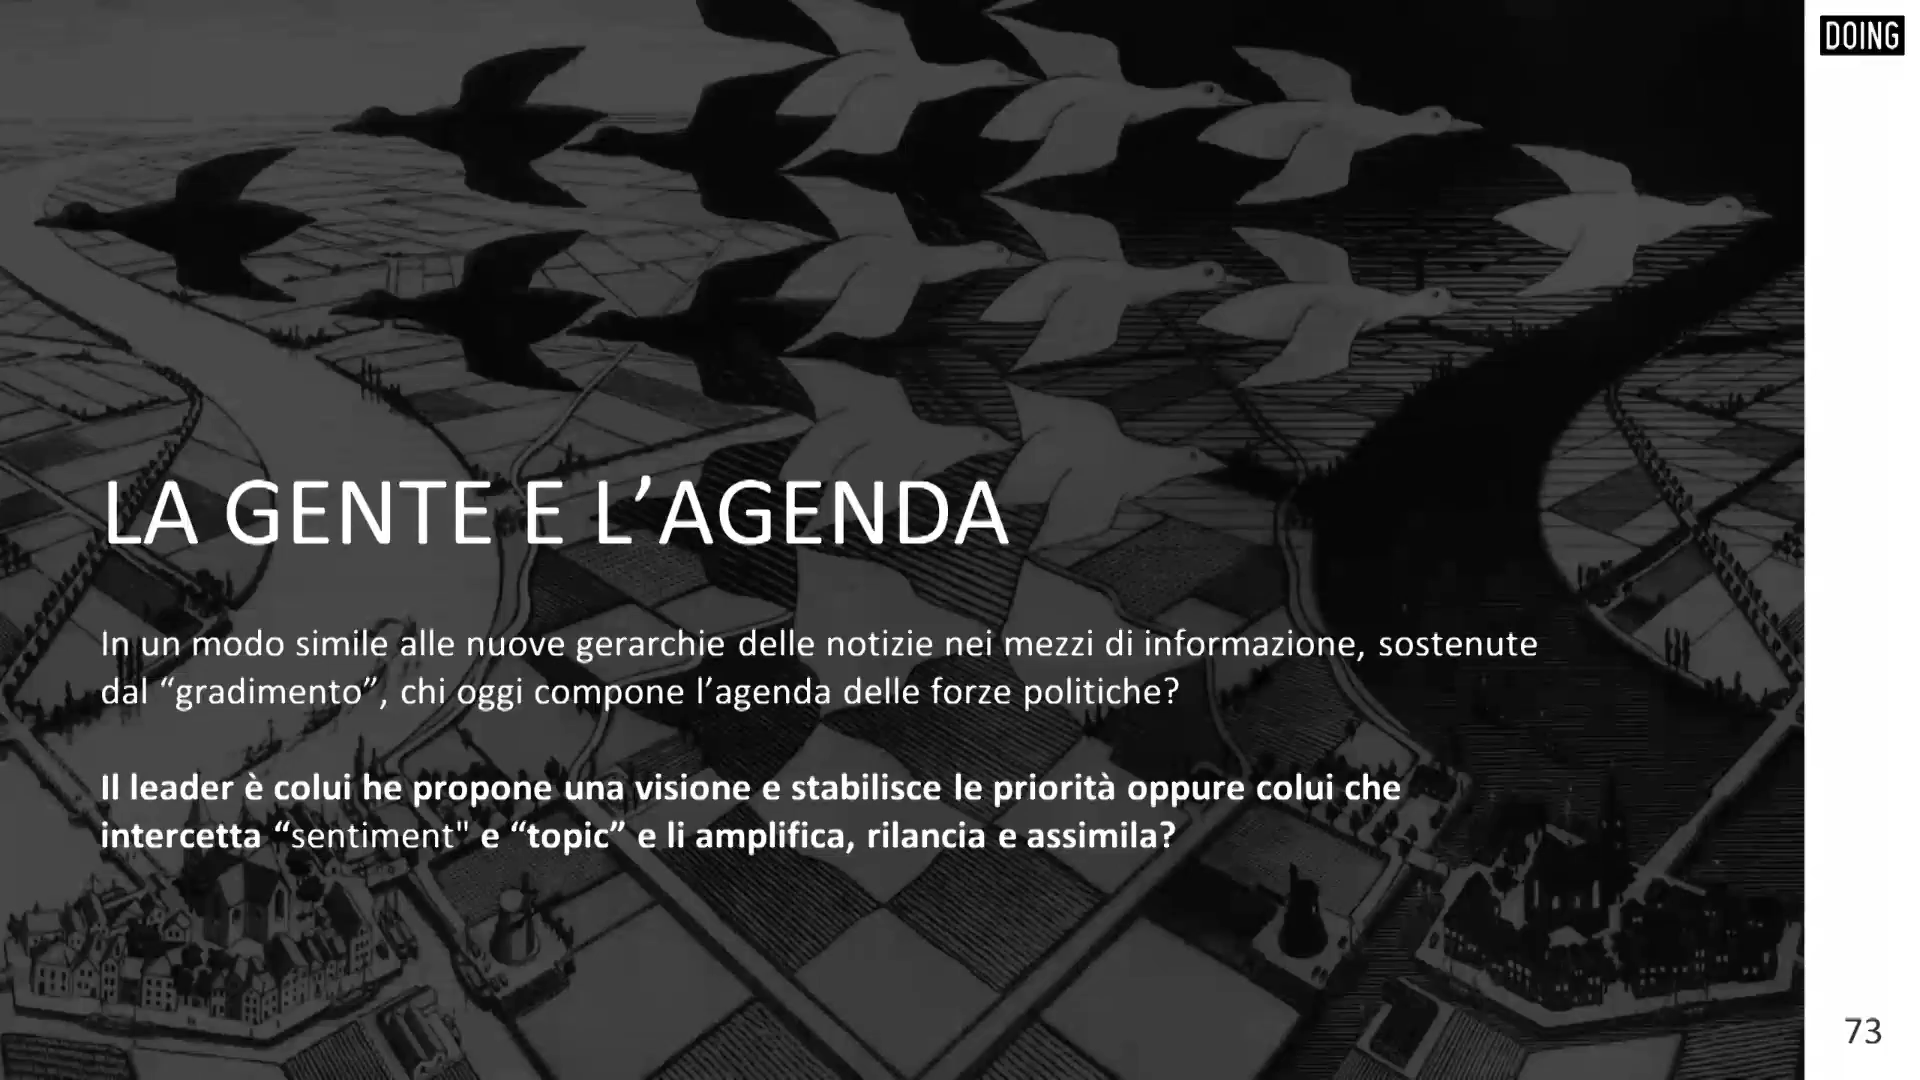 DOING
LA GENTE E L’AGENDA
In un modo simile alle nuove gerarchie delle notizie nei mezzi di informazione, sostenute
dal “gradimento”, chi oggi compone l’agenda delle forze politiche?
Il leader è colui he propone una visione e stabilisce le priorità oppure colui che
intercetta “sentiment" e “topic” e li amplifica, rilancia e assimila?
73